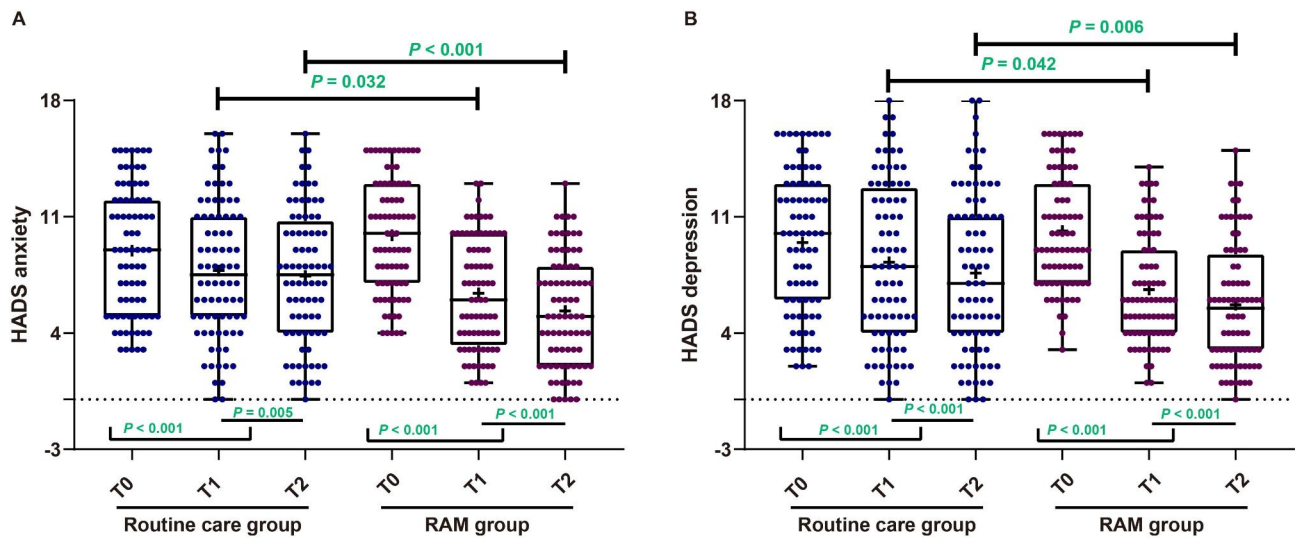 A
P < 0.001
P = 0.032
18
11
4
-3
HADS anxiety
P = 0.005
P < 0.001
P < 0.001
P < 0.001
T0
T1
T2
T0
T1
T2
Routine care group
RAM group
B
P = 0.006
P = 0.042
18
11
4
-3
HADS depression
P < 0.001
P < 0.001
P < 0.001
P < 0.001
T0
T1
T2
T0
T1
T2
Routine care group
RAM group